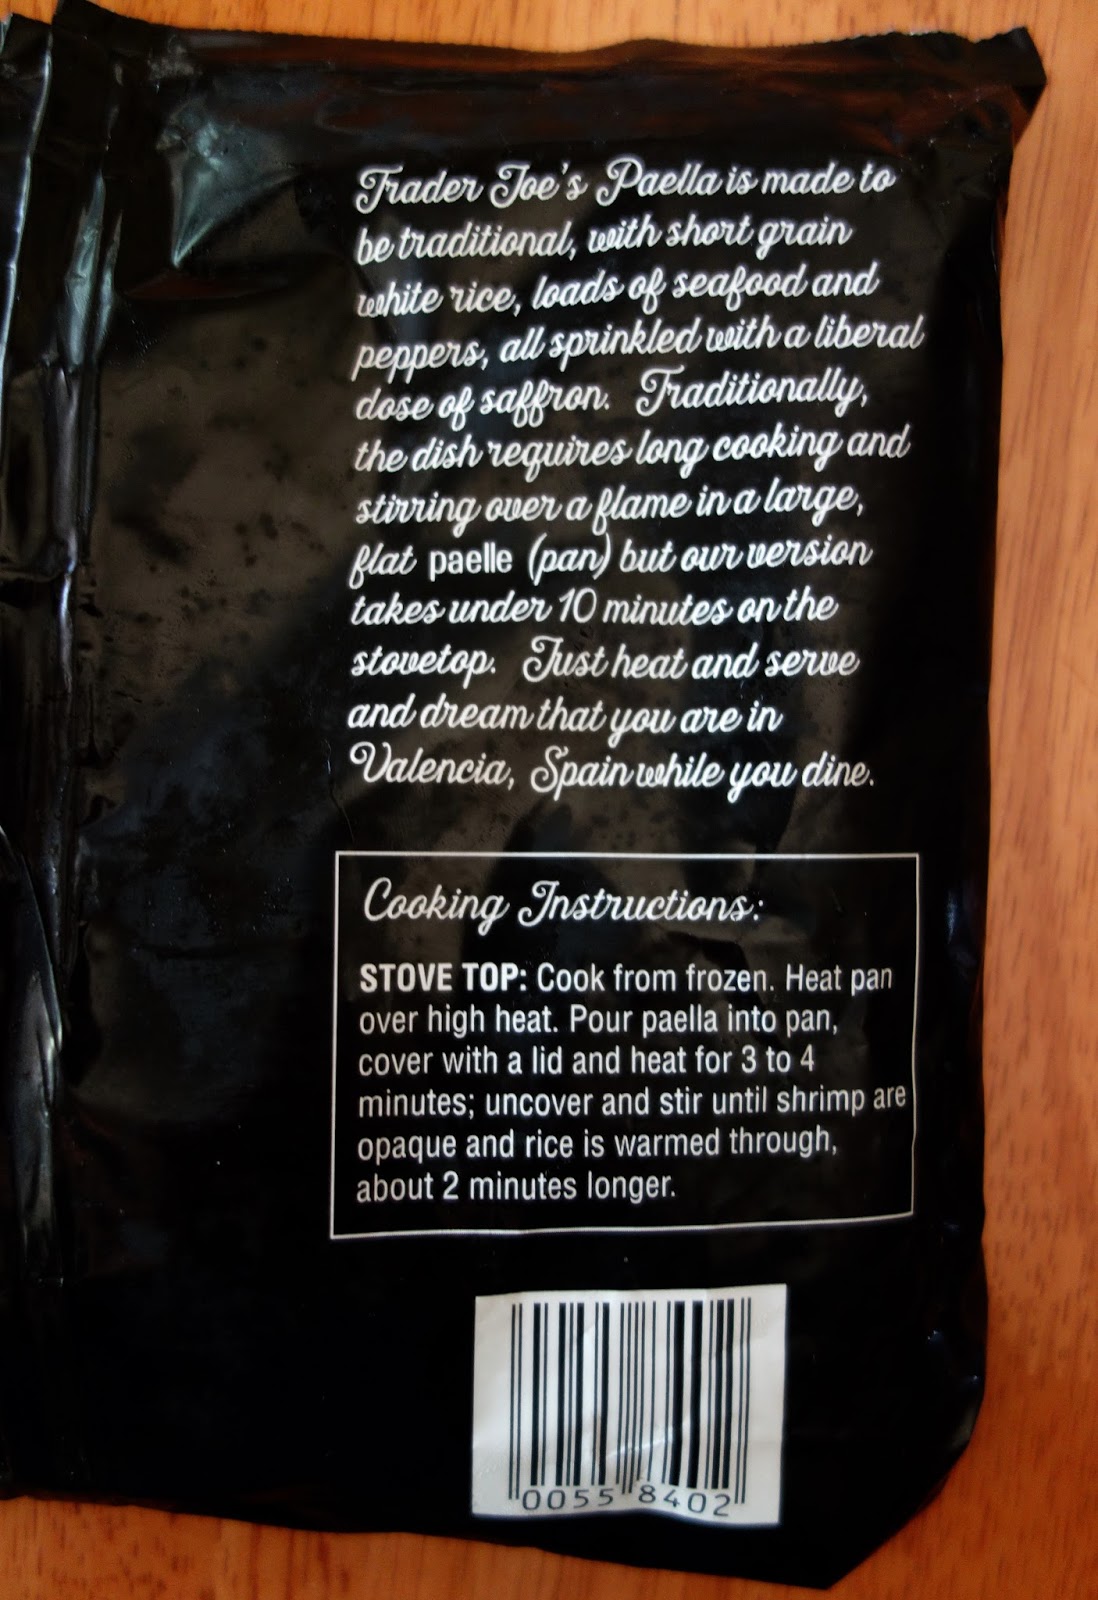 Trader Joe's Paella is made to
be traditional, with short grain
white rice, loads of seafood and
peppers, all sprinkled with a liberal
dose of saffron. Traditionally,
the dish requires long cooking and
stirring over a flame in a large,
flat paelle (pan) but our version
takes under 10 minutes on the
stovetop. Just heat and serve
and dream that you are in
Valencia, Spain while you dine.
Cooking Instructions:
STOVE TOP: Cook from frozen. Heat pan
over high heat. Pour paella into pan,
cover with a lid and heat for 3 to 4
minutes; uncover and stir until shrimp are
opaque and rice is warmed through,
about 2 minutes longer.
0055 8402